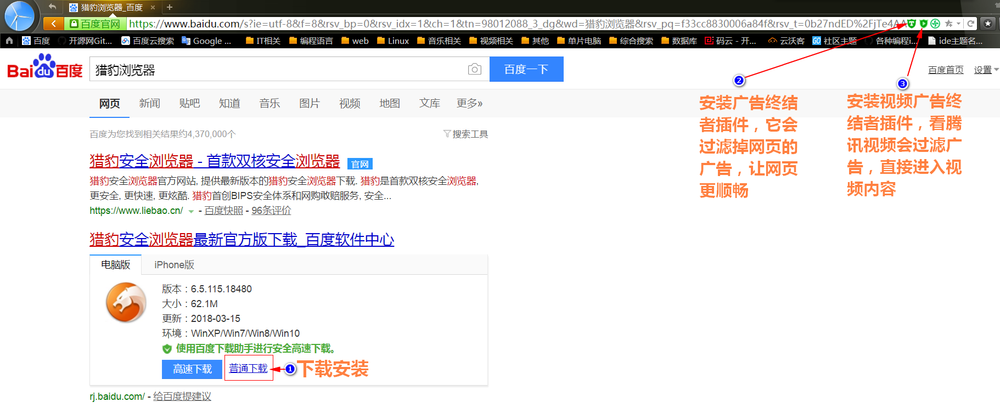 猎豹浏览器_百度
百度官网 https://www.baidu.com/s?ie=utf-8&f=8&rsv_bp=0&rsv_idx=1&ch=1&tn=98012088_3_dg&wd=猎豹浏览器&rsv_pq=f33cc8830006a84f&rsv_t=0b27ndED%2FjTe4AA
百度 开源网Git... 百度云搜索 Google ... IT相关 编程语言 web Linux 音乐相关 视频相关 其他 单片电脑 综合搜索 数据库 码云 - 开... 云沃客 社区主题 各种编程i... ide主题名...
Bai du 百度 猎豹浏览器 百度一下 百度首页 设置
网页 新闻 贴吧 知道 音乐 图片 视频 地图 文库 更多»
百度为您找到相关结果约4,370,000个 搜索工具
猎豹安全浏览器 - 首款双核安全浏览器 官网
猎豹安全浏览器官方网站, 提供最新版本的猎豹安全浏览器下载. 猎豹是首款双核安全浏览器,
更安全, 更快速, 更炫酷. 猎豹首创BIPS安全体系和网购敢赔服务, 安全...
https://www.liebao.cn/ - 百度快照 - 96条评价
猎豹安全浏览器最新官方版下载_百度软件中心
电脑版 iPhone版
版本：6.5.115.18480
大小：62.1M
更新：2018-03-15
环境：WinXP/Win7/Win8/Win10
使用百度下载助手进行安全高速下载。
高速下载 普通下载 1 下载安装
rj.baidu.com/ - 给百度提建议
2
安装广告终结
者插件，它会
过滤掉网页的
广告，让网页
更顺畅
3
安装视频广告终
结者插件，看腾
讯视频会过滤广
告，直接进入视
频内容